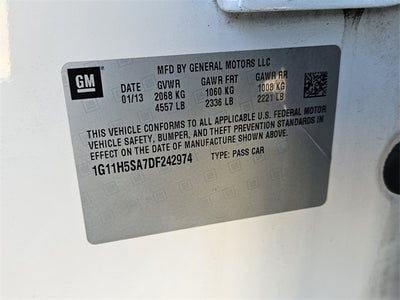 GM
MFD BY GENERAL MOTORS LLC
DATE GVWR GAWR FRT GAWR RR
01/13 2068 KG 1060 KG 1008 KG
4557 LB 2336 LB 2221 LB
THIS VEHICLE CONFORMS TO ALL APPLICABLE U.S. FEDERAL MOTOR
VEHICLE SAFETY, BUMPER, AND THEFT PREVENTION STANDARDS IN
EFFECT ON THE DATE OF MANUFACTURE SHOWN ABOVE.
1G11H5SA7DF242974 TYPE: PASS CAR